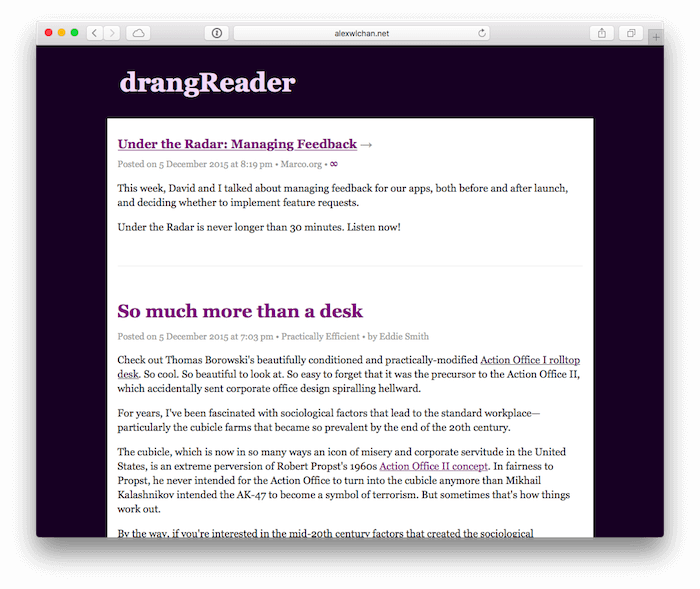 alexwlchan.net
drangReader
Under the Radar: Managing Feedback →
Posted on 5 December 2015 at 8:19 pm • Marco.org • ∞
This week, David and I talked about managing feedback for our apps, both before and after launch,
and deciding whether to implement feature requests.
Under the Radar is never longer than 30 minutes. Listen now!
So much more than a desk
Posted on 5 December 2015 at 7:03 pm • Practically Efficient • by Eddie Smith
Check out Thomas Borowski's beautifully conditioned and practically-modified Action Office I rolltop
desk. So cool. So beautiful to look at. So easy to forget that it was the precursor to the Action Office II,
which accidentally sent corporate office design spiralling hellward.
For years, I've been fascinated with sociological factors that lead to the standard workplace—
particularly the cubicle farms that became so prevalent by the end of the 20th century.
The cubicle, which is now in so many ways an icon of misery and corporate servitude in the United
States, is an extreme perversion of Robert Propst's 1960s Action Office II concept. In fairness to
Propst, he never intended for the Action Office to turn into the cubicle anymore than Mikhail
Kalashnikov intended the AK-47 to become a symbol of terrorism. But sometimes that's how things
work out.
By the way, if you're interested in the mid-20th century factors that created the sociological